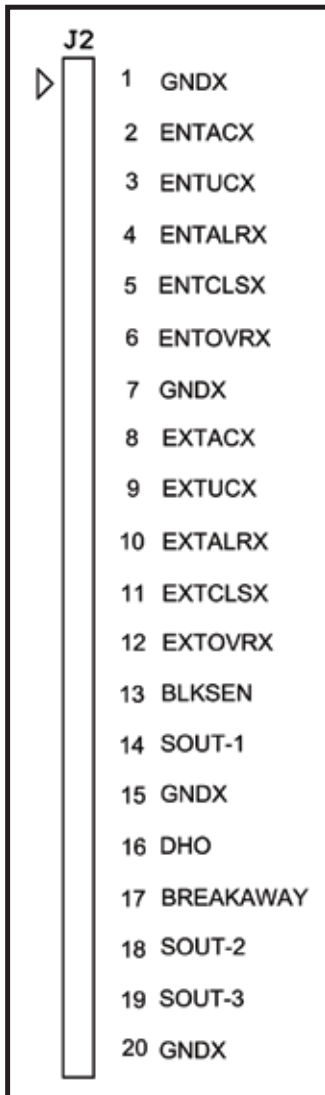 J2
1 GNDX
2 ENTACX
3 ENTUCX
4 ENTALRX
5 ENTCLSX
6 ENTOVRX
7 GNDX
8 EXTACX
9 EXTUCX
10 EXTALRX
11 EXTCLSX
12 EXTOVRX
13 BLKSEN
14 SOUT-1
15 GNDX
16 DHO
17 BREAKAWAY
18 SOUT-2
19 SOUT-3
20 GNDX